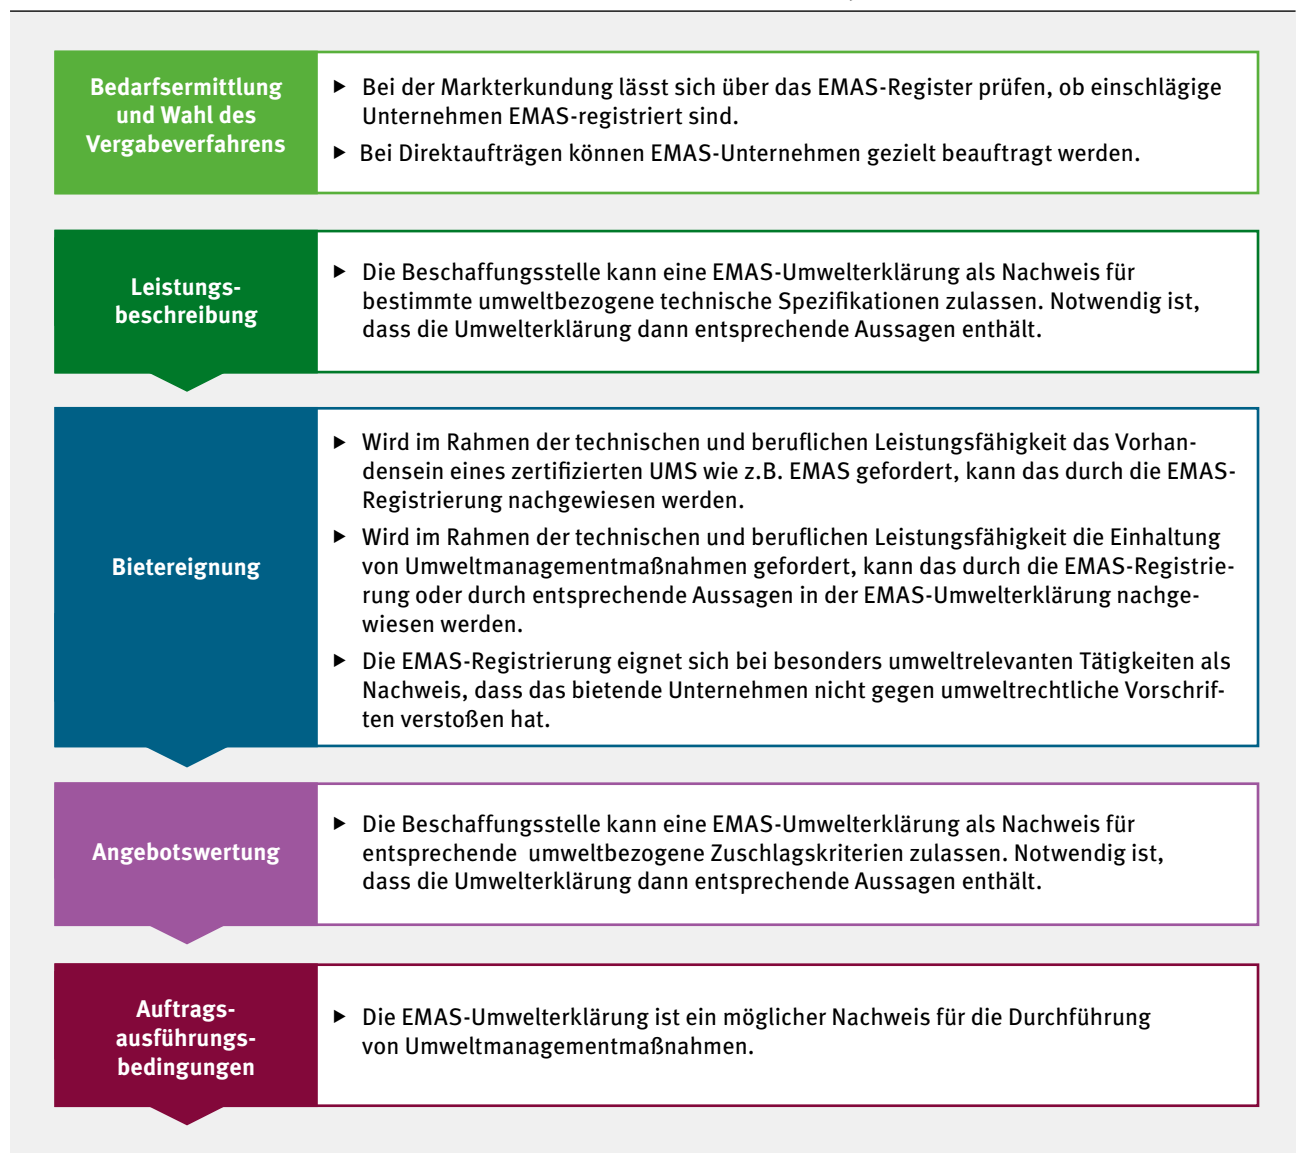 Bedarfsermittlung
und Wahl des
Vergabeverfahrens
▶ Bei der Markterkundung lässt sich über das EMAS-Register prüfen, ob einschlägige
Unternehmen EMAS-registriert sind.
▶ Bei Direktaufträgen können EMAS-Unternehmen gezielt beauftragt werden.
Leistungs-
beschreibung
▶ Die Beschaffungsstelle kann eine EMAS-Umwelterklärung als Nachweis für
bestimmte umweltbezogene technische Spezifikationen zulassen. Notwendig ist,
dass die Umwelterklärung dann entsprechende Aussagen enthält.
Bietereignung
▶ Wird im Rahmen der technischen und beruflichen Leistungsfähigkeit das Vorhan-
densein eines zertifizierten UMS wie z.B. EMAS gefordert, kann das durch die EMAS-
Registrierung nachgewiesen werden.
▶ Wird im Rahmen der technischen und beruflichen Leistungsfähigkeit die Einhaltung
von Umweltmanagementmaßnahmen gefordert, kann das durch die EMAS-Registrie-
rung oder durch entsprechende Aussagen in der EMAS-Umwelterklärung nachge-
wiesen werden.
▶ Die EMAS-Registrierung eignet sich bei besonders umweltrelevanten Tätigkeiten als
Nachweis, dass das bietende Unternehmen nicht gegen umweltrechtliche Vorschrif-
ten verstoßen hat.
Angebotswertung
▶ Die Beschaffungsstelle kann eine EMAS-Umwelterklärung als Nachweis für
entsprechende umweltbezogene Zuschlagskriterien zulassen. Notwendig ist,
dass die Umwelterklärung dann entsprechende Aussagen enthält.
Auftrags-
ausführungs-
bedingungen
▶ Die EMAS-Umwelterklärung ist ein möglicher Nachweis für die Durchführung
von Umweltmanagementmaßnahmen.